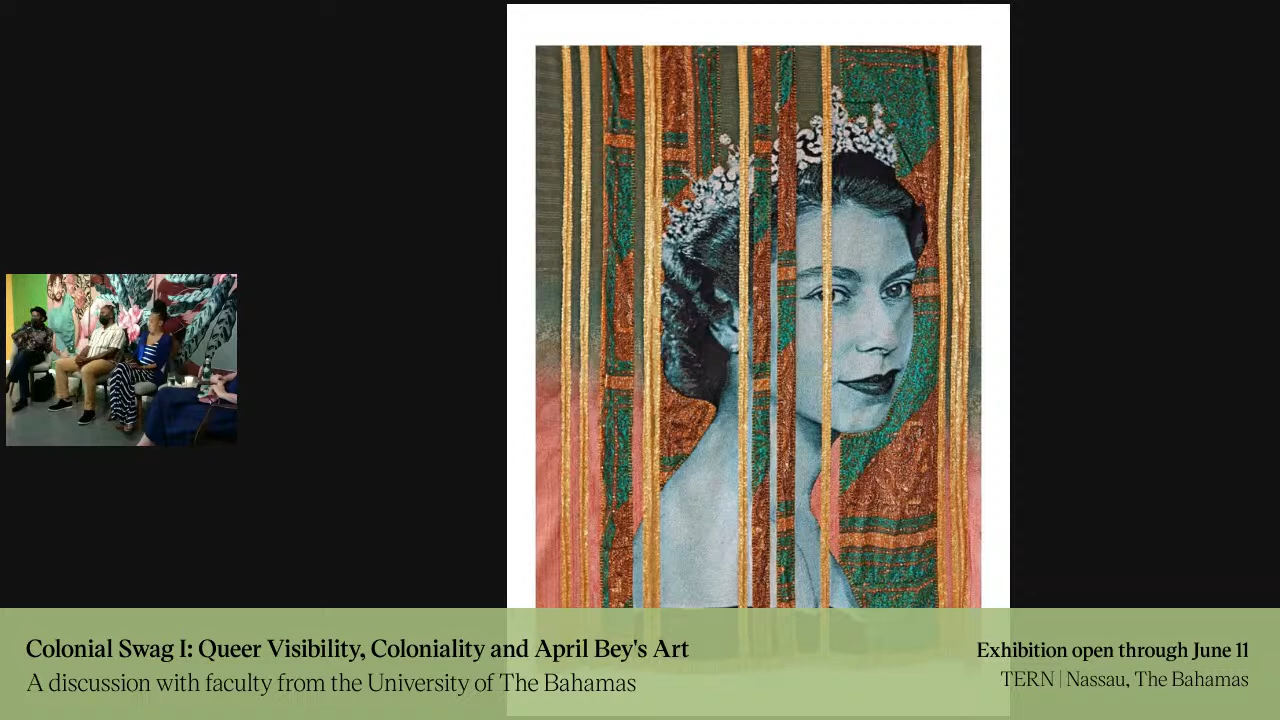 Colonial Swag I: Queer Visibility, Coloniality and April Bey's Art
A discussion with faculty from the University of The Bahamas
Exhibition open through June 11
TERN | Nassau, The Bahamas